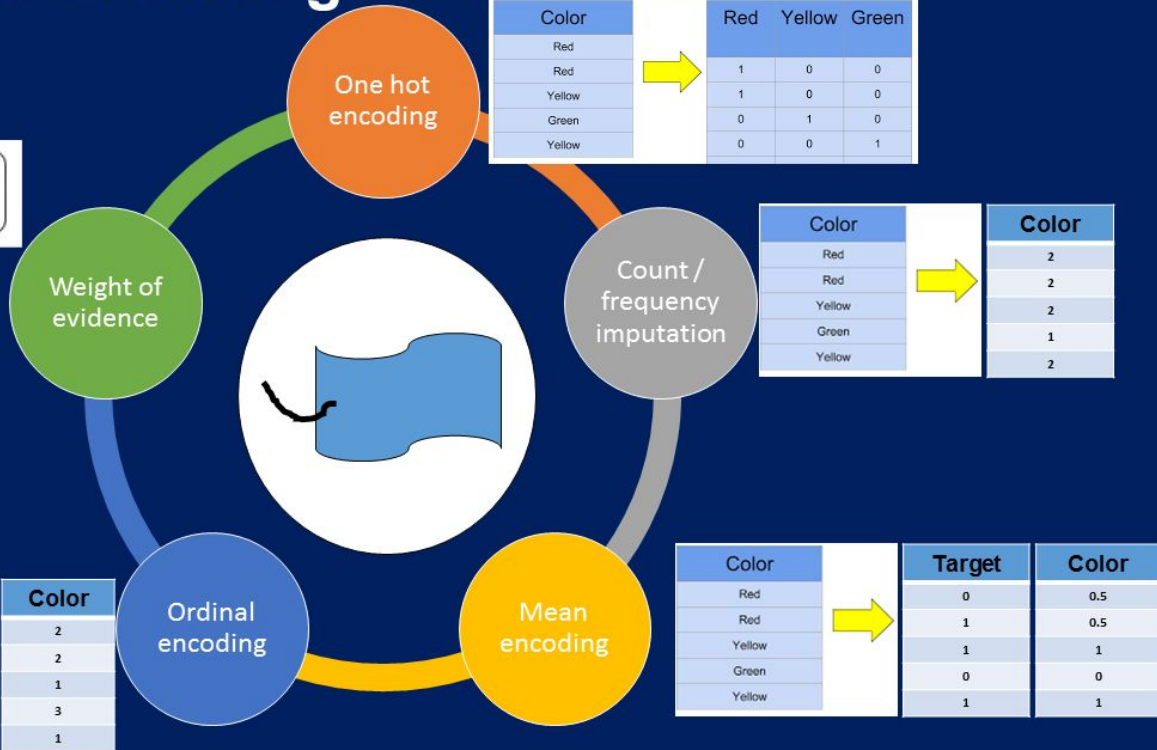 Color
Red
Red
Yellow
Green
Yellow
Red Yellow Green
1 0 0
1 0 0
0 1 0
0 0 1
One hot
encoding
Weight of
evidence
Count /
frequency
imputation
Color
Red
Red
Yellow
Green
Yellow
Color
2
2
2
1
2
Ordinal
encoding
Mean
encoding
Color
Red
Red
Yellow
Green
Yellow
Target Color
0 0.5
1 0.5
1 1
0 0
1 1
Color
2
2
1
3
1